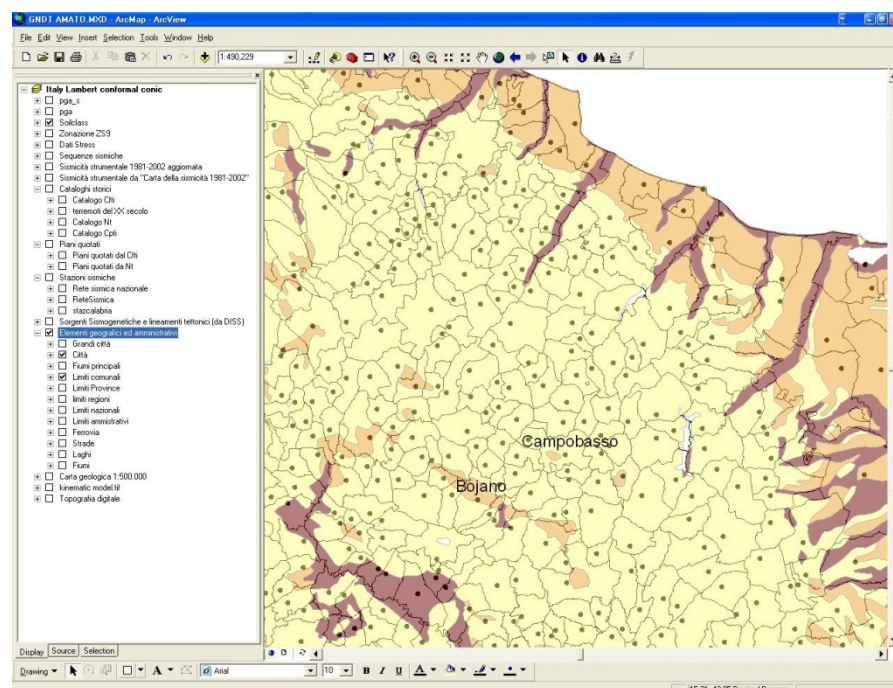 GNDT AMATO.MXD - ArcMap - ArcView
File Edit View Insert Selection Tools Window Help
1:490,229
Italy Lambert conformal conic
pga_s
pga
Soilclass
Zonazione ZS9
Dati Stress
Sequenze sismiche
Sismicità strumentale 1981-2002 aggiornata
Sismicità strumentale da "Carta della sismicità 1981-2002"
Cataloghi storici
Catalogo Cfti
terremoti del XX secolo
Catalogo Nt
Catalogo Cpti
Piani quotati
Piani quotati dal Cfti
Piani quotati da Nt
Stazioni sismiche
Rete sismica nazionale
ReteSismica
stazcalabria
Sorgenti Sismogenetiche e lineamenti tettonici (da DISS)
Elementi geografici ed amministrativi
Grandi città
Città
Fiumi principali
Limiti comunali
Limiti Province
limiti regioni
Limiti nazionali
Limiti ammistrativi
Ferrovia
Strade
Laghi
Fiumi
Carta geologica 1:500.000
kinematic model.tif
Topografia digitale
Campobasso
Bojano
Display Source Selection
Drawing A Arial 10 B I U A